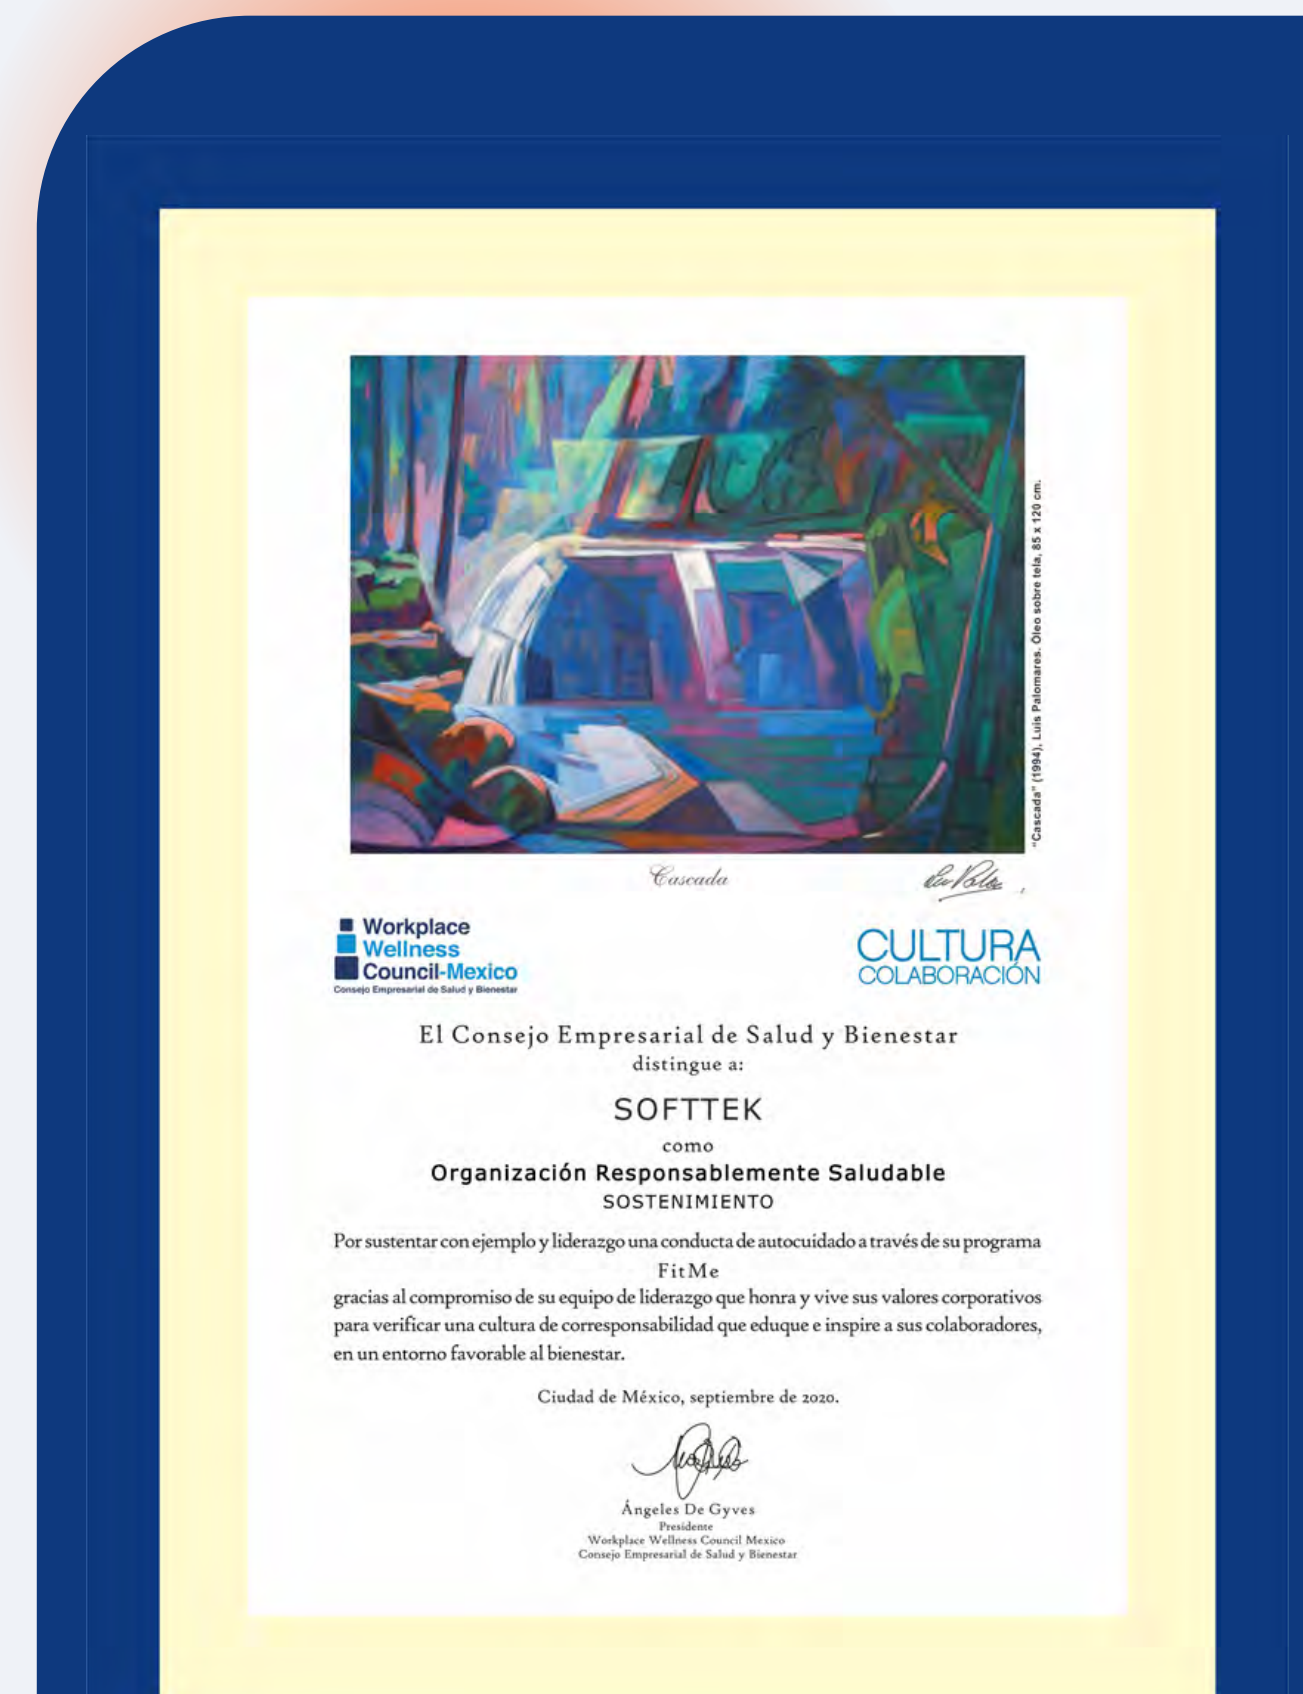 "Cascada" (1994), Luis Palomares. Óleo sobre tela, 85 x 120 cm.
Cascada
Workplace
Wellness
Council-Mexico
Consejo Empresarial de Salud y Bienestar
CULTURA
COLABORACIÓN
El Consejo Empresarial de Salud y Bienestar
distingue a:
SOFTTEK
como
Organización Responsablemente Saludable
SOSTENIMIENTO
Por sustentar con ejemplo y liderazgo una conducta de autocuidado a través de su programa
FitMe
gracias al compromiso de su equipo de liderazgo que honra y vive sus valores corporativos
para verificar una cultura de corresponsabilidad que eduque e inspire a sus colaboradores,
en un entorno favorable al bienestar.
Ciudad de México, septiembre de 2020.
Ángeles De Gyves
Presidente
Workplace Wellness Council Mexico
Consejo Empresarial de Salud y Bienestar